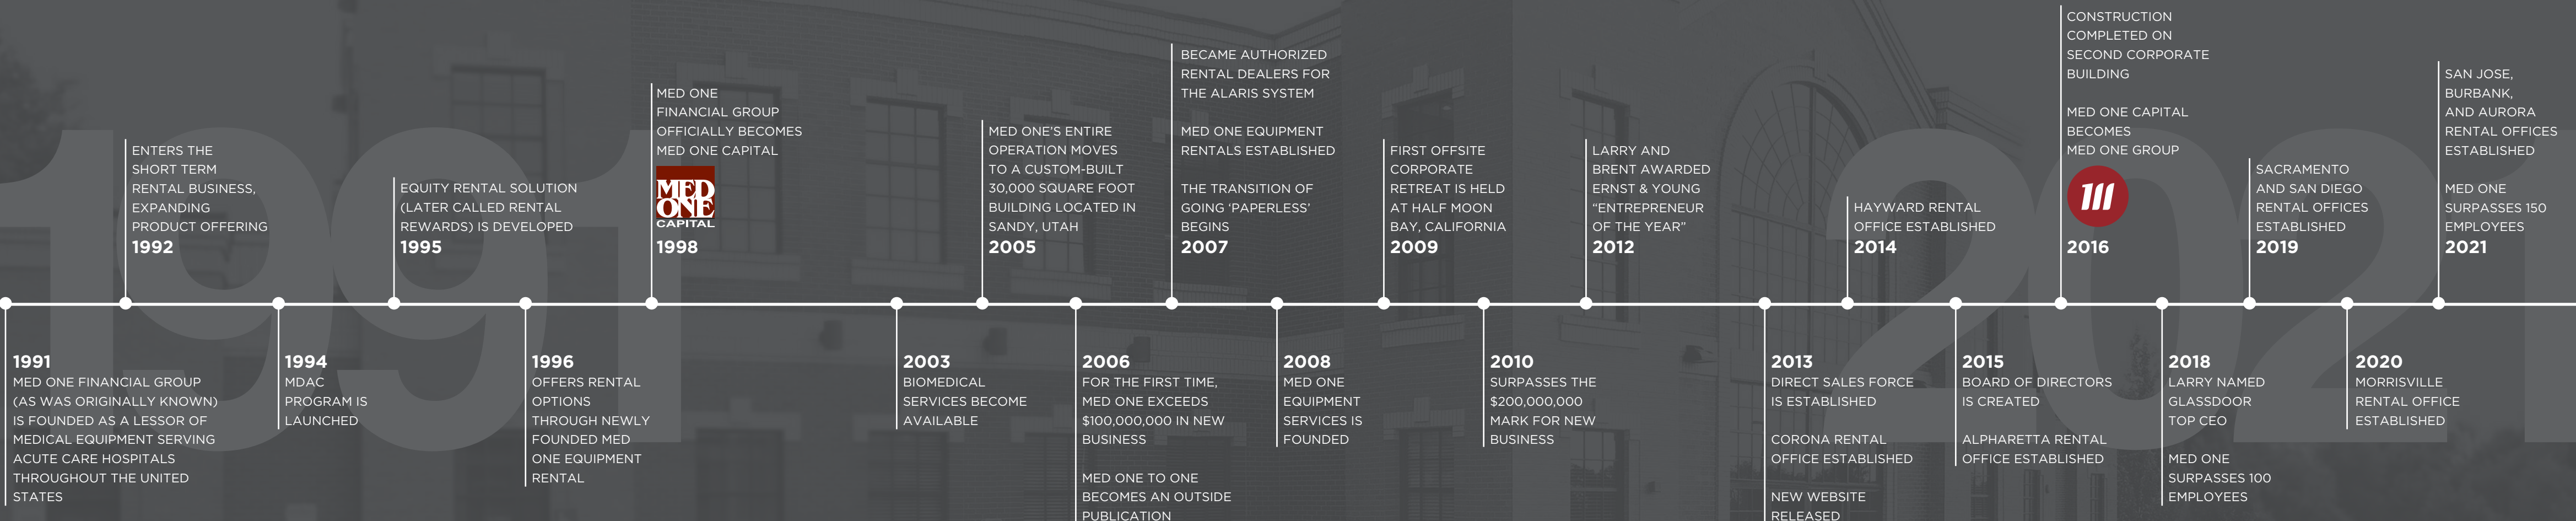 1991
2021
1991
MED ONE FINANCIAL GROUP
(AS WAS ORIGINALLY KNOWN)
IS FOUNDED AS A LESSOR OF
MEDICAL EQUIPMENT SERVING
ACUTE CARE HOSPITALS
THROUGHOUT THE UNITED
STATES
ENTERS THE
SHORT TERM
RENTAL BUSINESS,
EXPANDING
PRODUCT OFFERING
1992
1994
MDAC
PROGRAM IS
LAUNCHED
EQUITY RENTAL SOLUTION
(LATER CALLED RENTAL
REWARDS) IS DEVELOPED
1995
1996
OFFERS RENTAL
OPTIONS
THROUGH NEWLY
FOUNDED MED
ONE EQUIPMENT
RENTAL
MED ONE
FINANCIAL GROUP
OFFICIALLY BECOMES
MED ONE CAPITAL
MED
ONE
CAPITAL
1998
2003
BIOMEDICAL
SERVICES BECOME
AVAILABLE
MED ONE'S ENTIRE
OPERATION MOVES
TO A CUSTOM-BUILT
30,000 SQUARE FOOT
BUILDING LOCATED IN
SANDY, UTAH
2005
2006
FOR THE FIRST TIME,
MED ONE EXCEEDS
$100,000,000 IN NEW
BUSINESS
MED ONE TO ONE
BECOMES AN OUTSIDE
PUBLICATION
BECAME AUTHORIZED
RENTAL DEALERS FOR
THE ALARIS SYSTEM
MED ONE EQUIPMENT
RENTALS ESTABLISHED
THE TRANSITION OF
GOING 'PAPERLESS'
BEGINS
2007
2008
MED ONE
EQUIPMENT
SERVICES IS
FOUNDED
FIRST OFFSITE
CORPORATE
RETREAT IS HELD
AT HALF MOON
BAY, CALIFORNIA
2009
2010
SURPASSES THE
$200,000,000
MARK FOR NEW
BUSINESS
LARRY AND
BRENT AWARDED
ERNST & YOUNG
“ENTREPRENEUR
OF THE YEAR”
2012
2013
DIRECT SALES FORCE
IS ESTABLISHED
CORONA RENTAL
OFFICE ESTABLISHED
NEW WEBSITE
RELEASED
HAYWARD RENTAL
OFFICE ESTABLISHED
2014
2015
BOARD OF DIRECTORS
IS CREATED
ALPHARETTA RENTAL
OFFICE ESTABLISHED
CONSTRUCTION
COMPLETED ON
SECOND CORPORATE
BUILDING
MED ONE CAPITAL
BECOMES
MED ONE GROUP
2016
2018
LARRY NAMED
GLASSDOOR
TOP CEO
MED ONE
SURPASSES 100
EMPLOYEES
SACRAMENTO
AND SAN DIEGO
RENTAL OFFICES
ESTABLISHED
2019
2020
MORRISVILLE
RENTAL OFFICE
ESTABLISHED
SAN JOSE,
BURBANK,
AND AURORA
RENTAL OFFICES
ESTABLISHED
MED ONE
SURPASSES 150
EMPLOYEES
2021